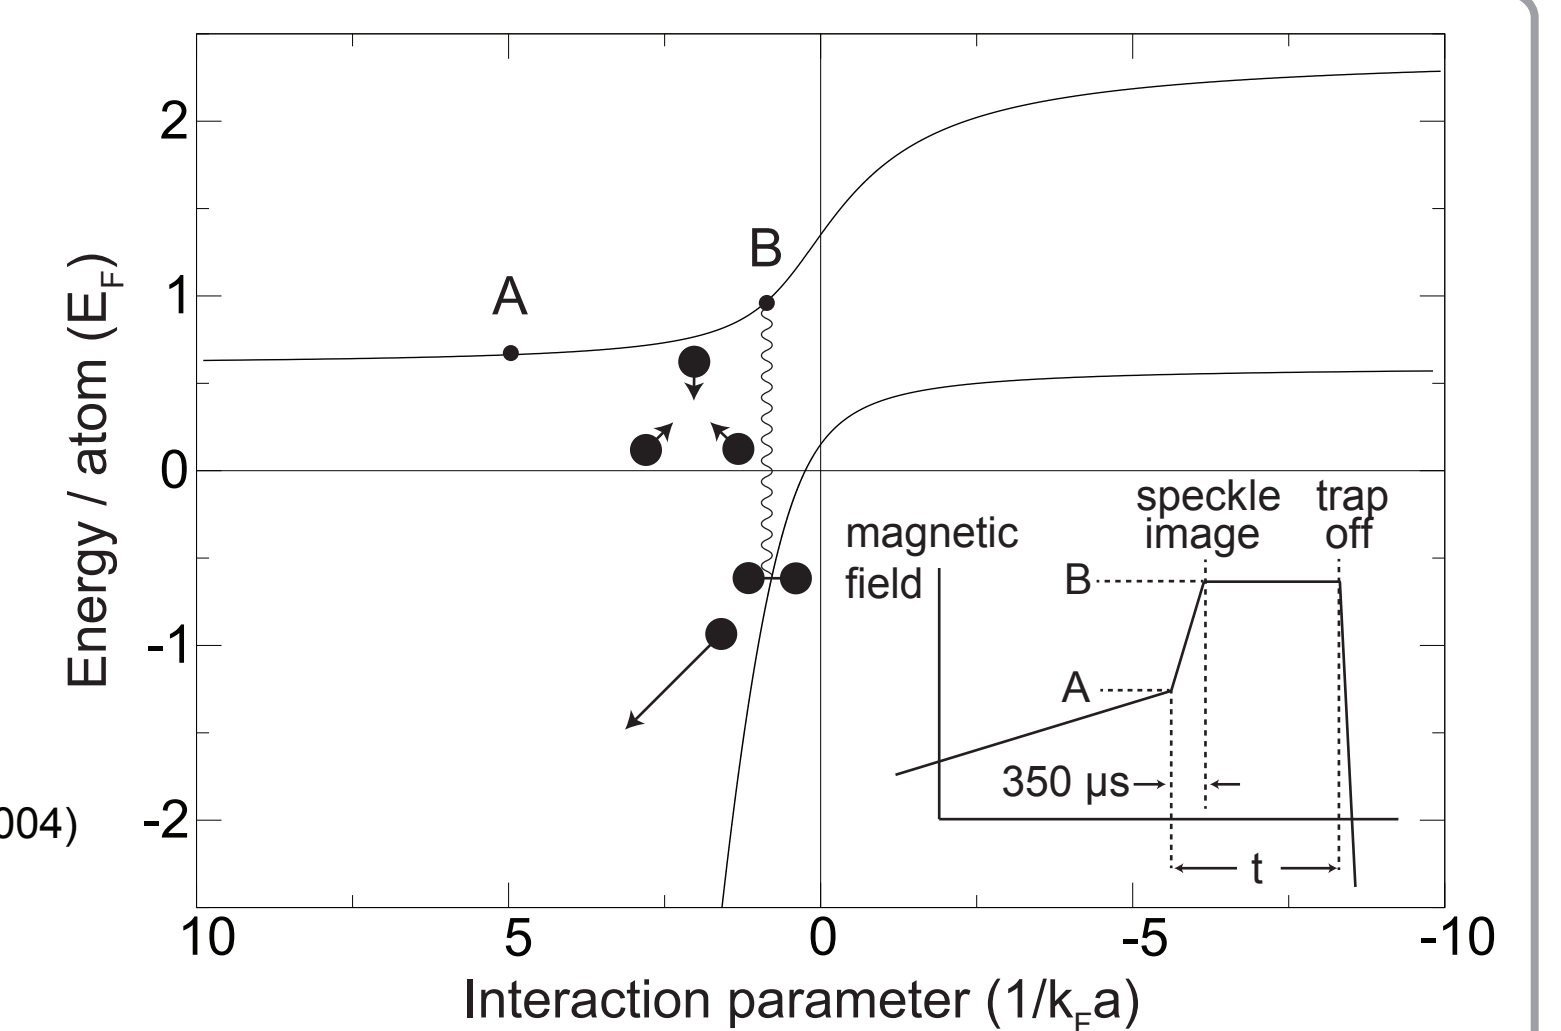 2
1
0
-1
-2
Energy / atom (E_F)
A
B
magnetic
field
speckle
image
trap
off
B
A
350 µs
t
004)
10 5 0 -5 -10
Interaction parameter (1/k_Fa)